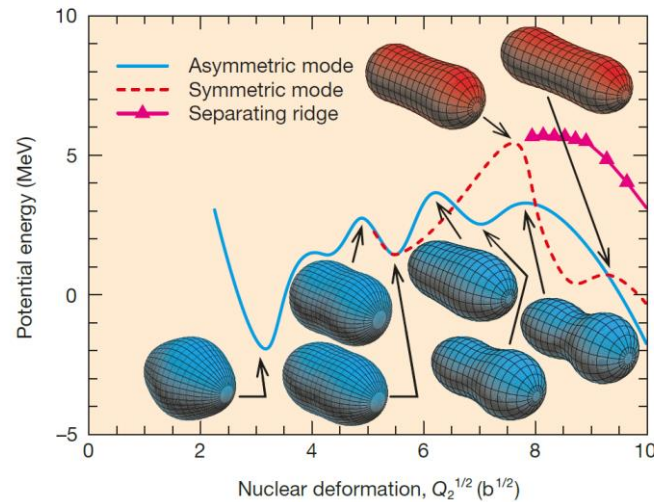 10
5
0
–5
Potential energy (MeV)
Asymmetric mode
Symmetric mode
Separating ridge
0 2 4 6 8 10
Nuclear deformation, Q₂^1/2 (b^1/2)